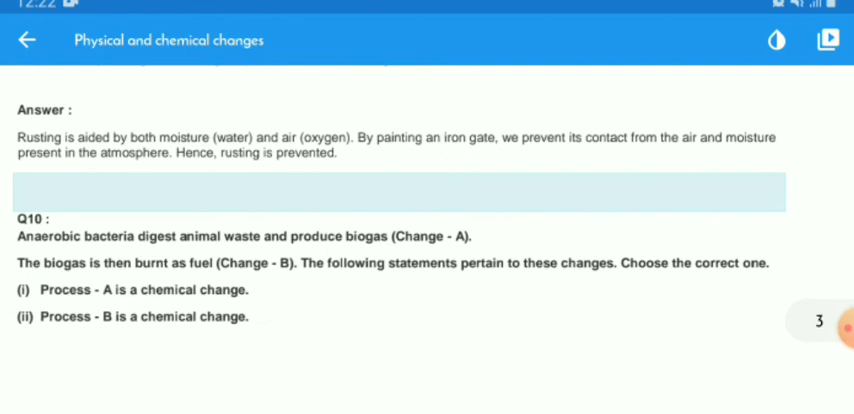 12:22
Physical and chemical changes
Answer :
Rusting is aided by both moisture (water) and air (oxygen). By painting an iron gate, we prevent its contact from the air and moisture
present in the atmosphere. Hence, rusting is prevented.
Q10 :
Anaerobic bacteria digest animal waste and produce biogas (Change - A).
The biogas is then burnt as fuel (Change - B). The following statements pertain to these changes. Choose the correct one.
(i) Process - A is a chemical change.
(ii) Process - B is a chemical change.
3